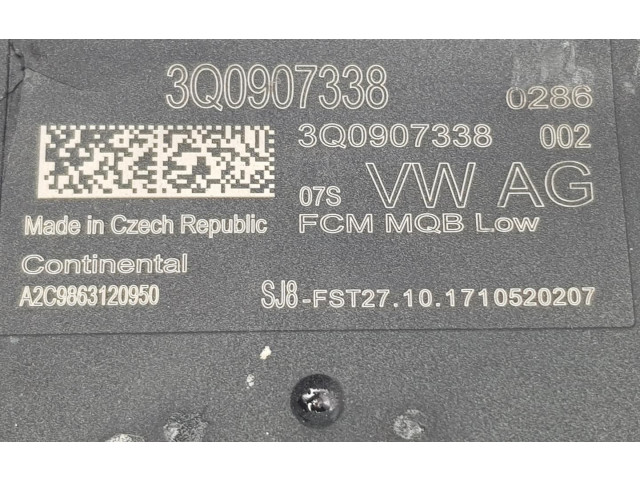 3Q0907338 0286
3Q0907338 002
07S VW AG
Made in Czech Republic FCM MQB Low
Continental
A2C9863120950 SJ8-FST27.10.1710520207